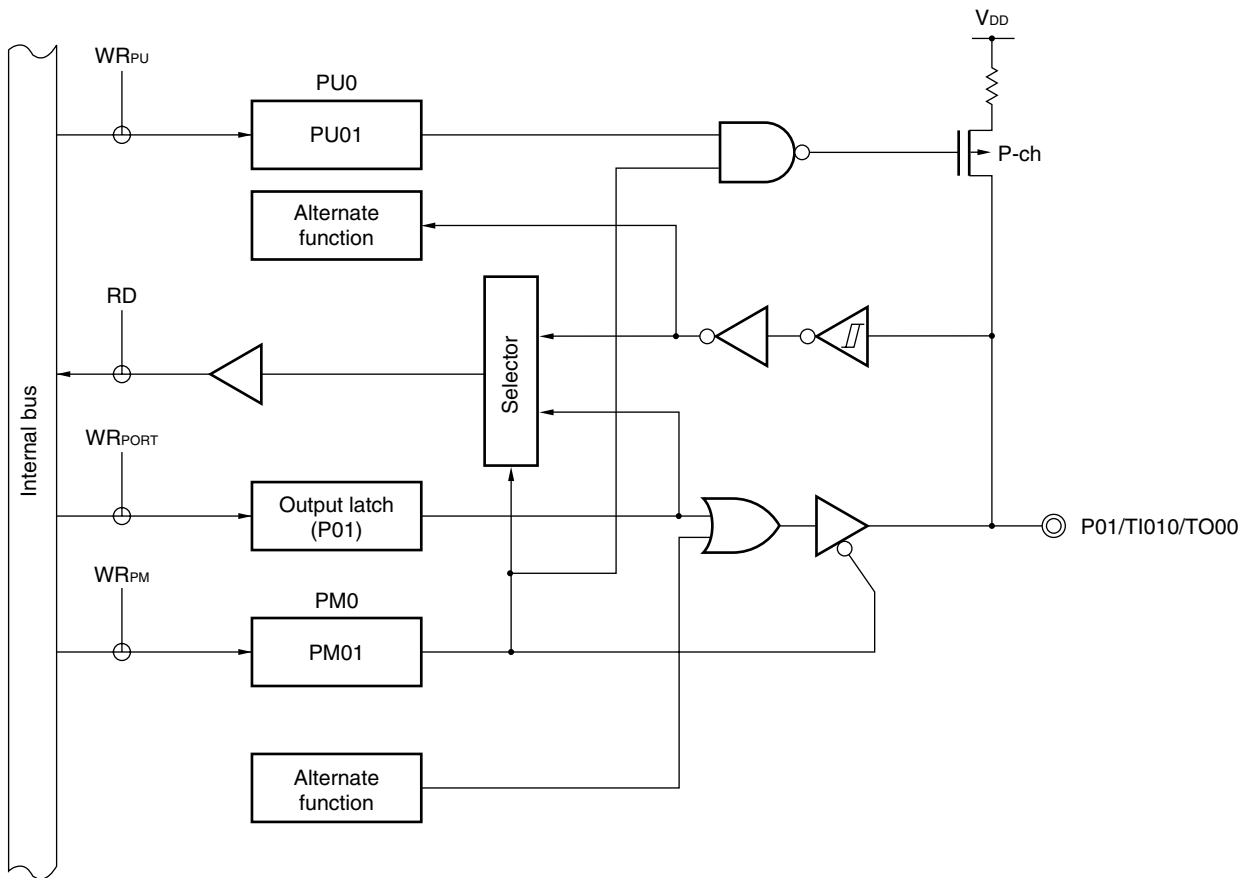 VDD
WRPU
PU0
PU01
P-ch
Alternate
function
RD
Selector
Internal bus
WRPORT
Output latch
(P01)
P01/TI010/TO00
WRPM
PM0
PM01
Alternate
function